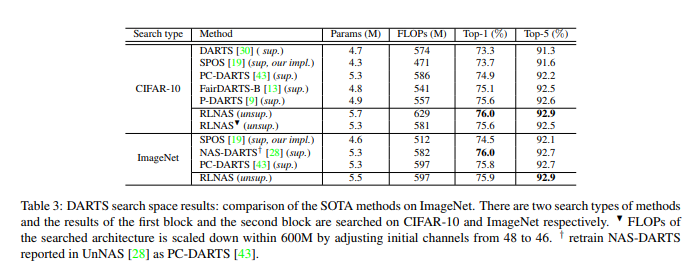 Search type Method Params (M) FLOPs (M) Top-1 (%) Top-5 (%)
CIFAR-10
DARTS [30] ( sup.) 4.7 574 73.3 91.3
SPOS [19] (sup, our impl.) 4.3 471 73.7 91.6
PC-DARTS [43] (sup.) 5.3 586 74.9 92.2
FairDARTS-B [13] (sup.) 4.8 541 75.1 92.5
P-DARTS [9] (sup.) 4.9 557 75.6 92.6
RLNAS (unsup.) 5.7 629 76.0 92.9
RLNAS▼ (unsup.) 5.3 581 75.6 92.5
ImageNet
SPOS [19] (sup, our impl.) 4.6 512 74.5 92.1
NAS-DARTS† [28] (sup.) 5.3 582 76.0 92.7
PC-DARTS [43] (sup.) 5.3 597 75.8 92.7
RLNAS (unsup.) 5.5 597 75.9 92.9
Table 3: DARTS search space results: comparison of the SOTA methods on ImageNet. There are two search types of methods
and the results of the first block and the second block are searched on CIFAR-10 and ImageNet respectively. ▼ FLOPs of
the searched architecture is scaled down within 600M by adjusting initial channels from 48 to 46. † retrain NAS-DARTS
reported in UnNAS [28] as PC-DARTS [43].